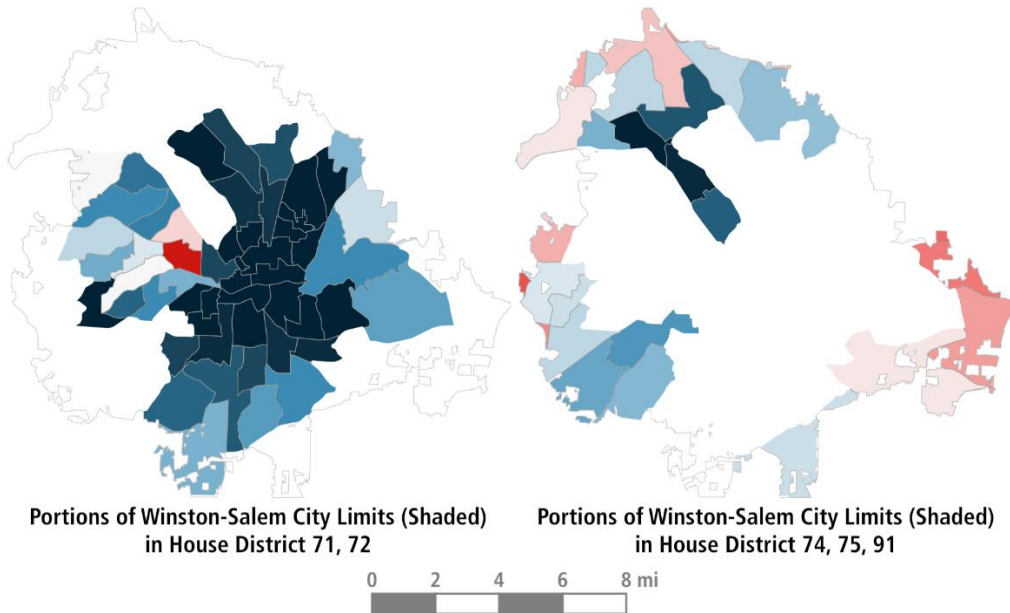 Portions of Winston-Salem City Limits (Shaded)
in House District 71, 72
Portions of Winston-Salem City Limits (Shaded)
in House District 74, 75, 91
0 2 4 6 8 mi